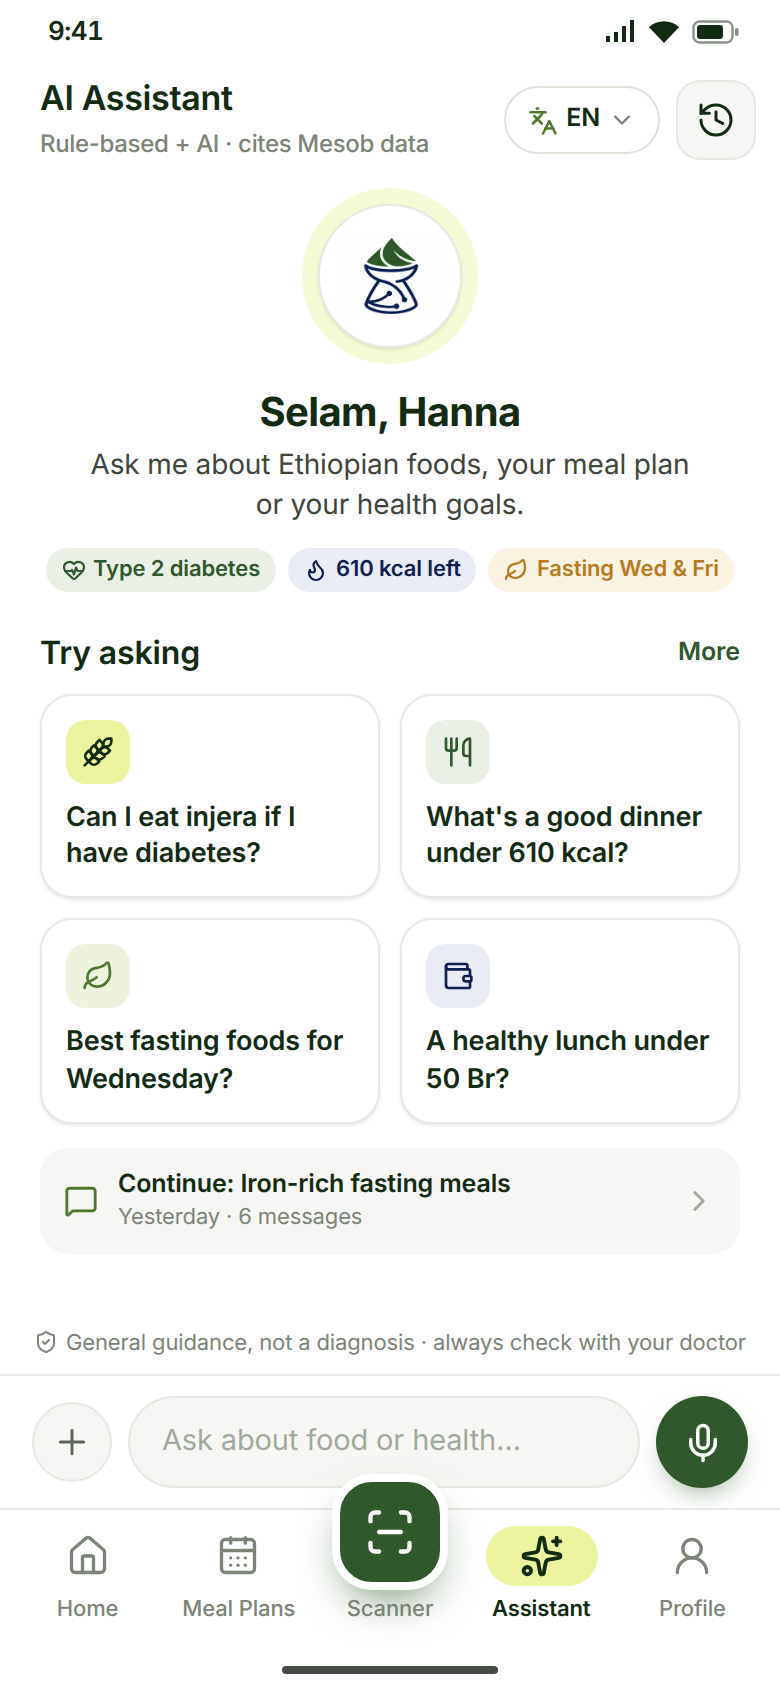 9:41
AI Assistant
Rule-based + AI · cites Mesob data
EN
Selam, Hanna
Ask me about Ethiopian foods, your meal plan
or your health goals.
Type 2 diabetes
610 kcal left
Fasting Wed & Fri
Try asking
More
Can I eat injera if I
have diabetes?
What's a good dinner
under 610 kcal?
Best fasting foods for
Wednesday?
A healthy lunch under
50 Br?
Continue: Iron-rich fasting meals
Yesterday · 6 messages
General guidance, not a diagnosis · always check with your doctor
Ask about food or health...
Home
Meal Plans
Scanner
Assistant
Profile